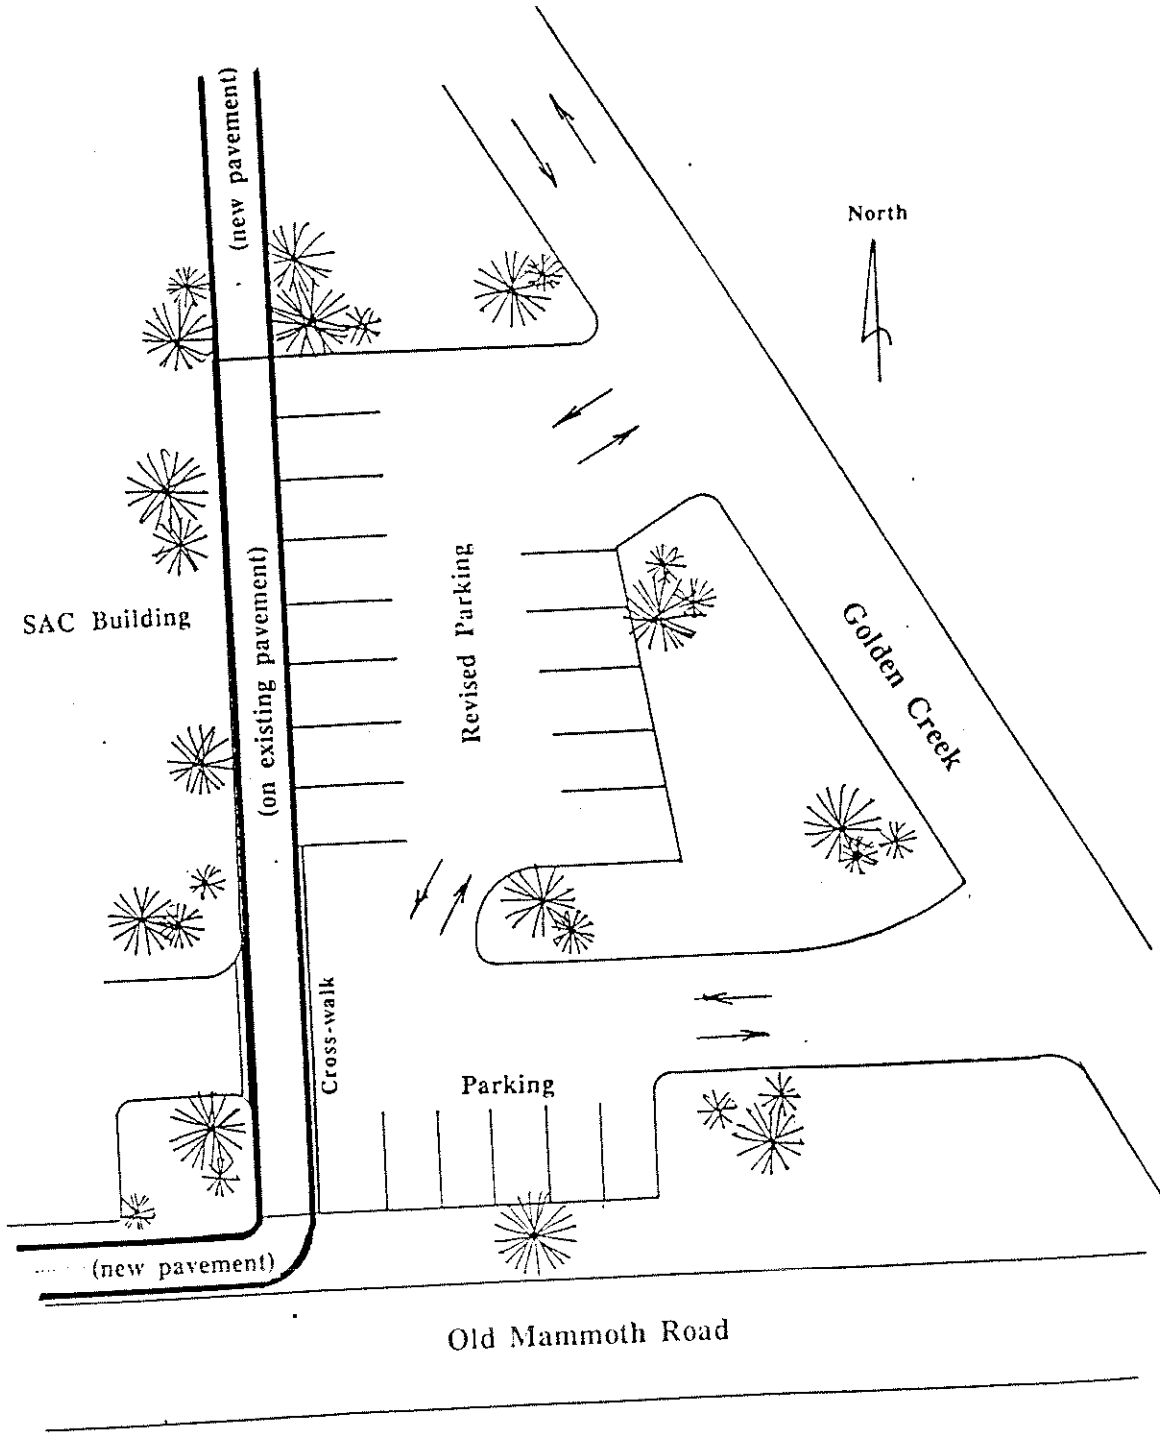 (new pavement)
North
SAC Building
(on existing pavement)
Revised Parking
Golden Creek
Cross-walk
Parking
(new pavement)
Old Mammoth Road